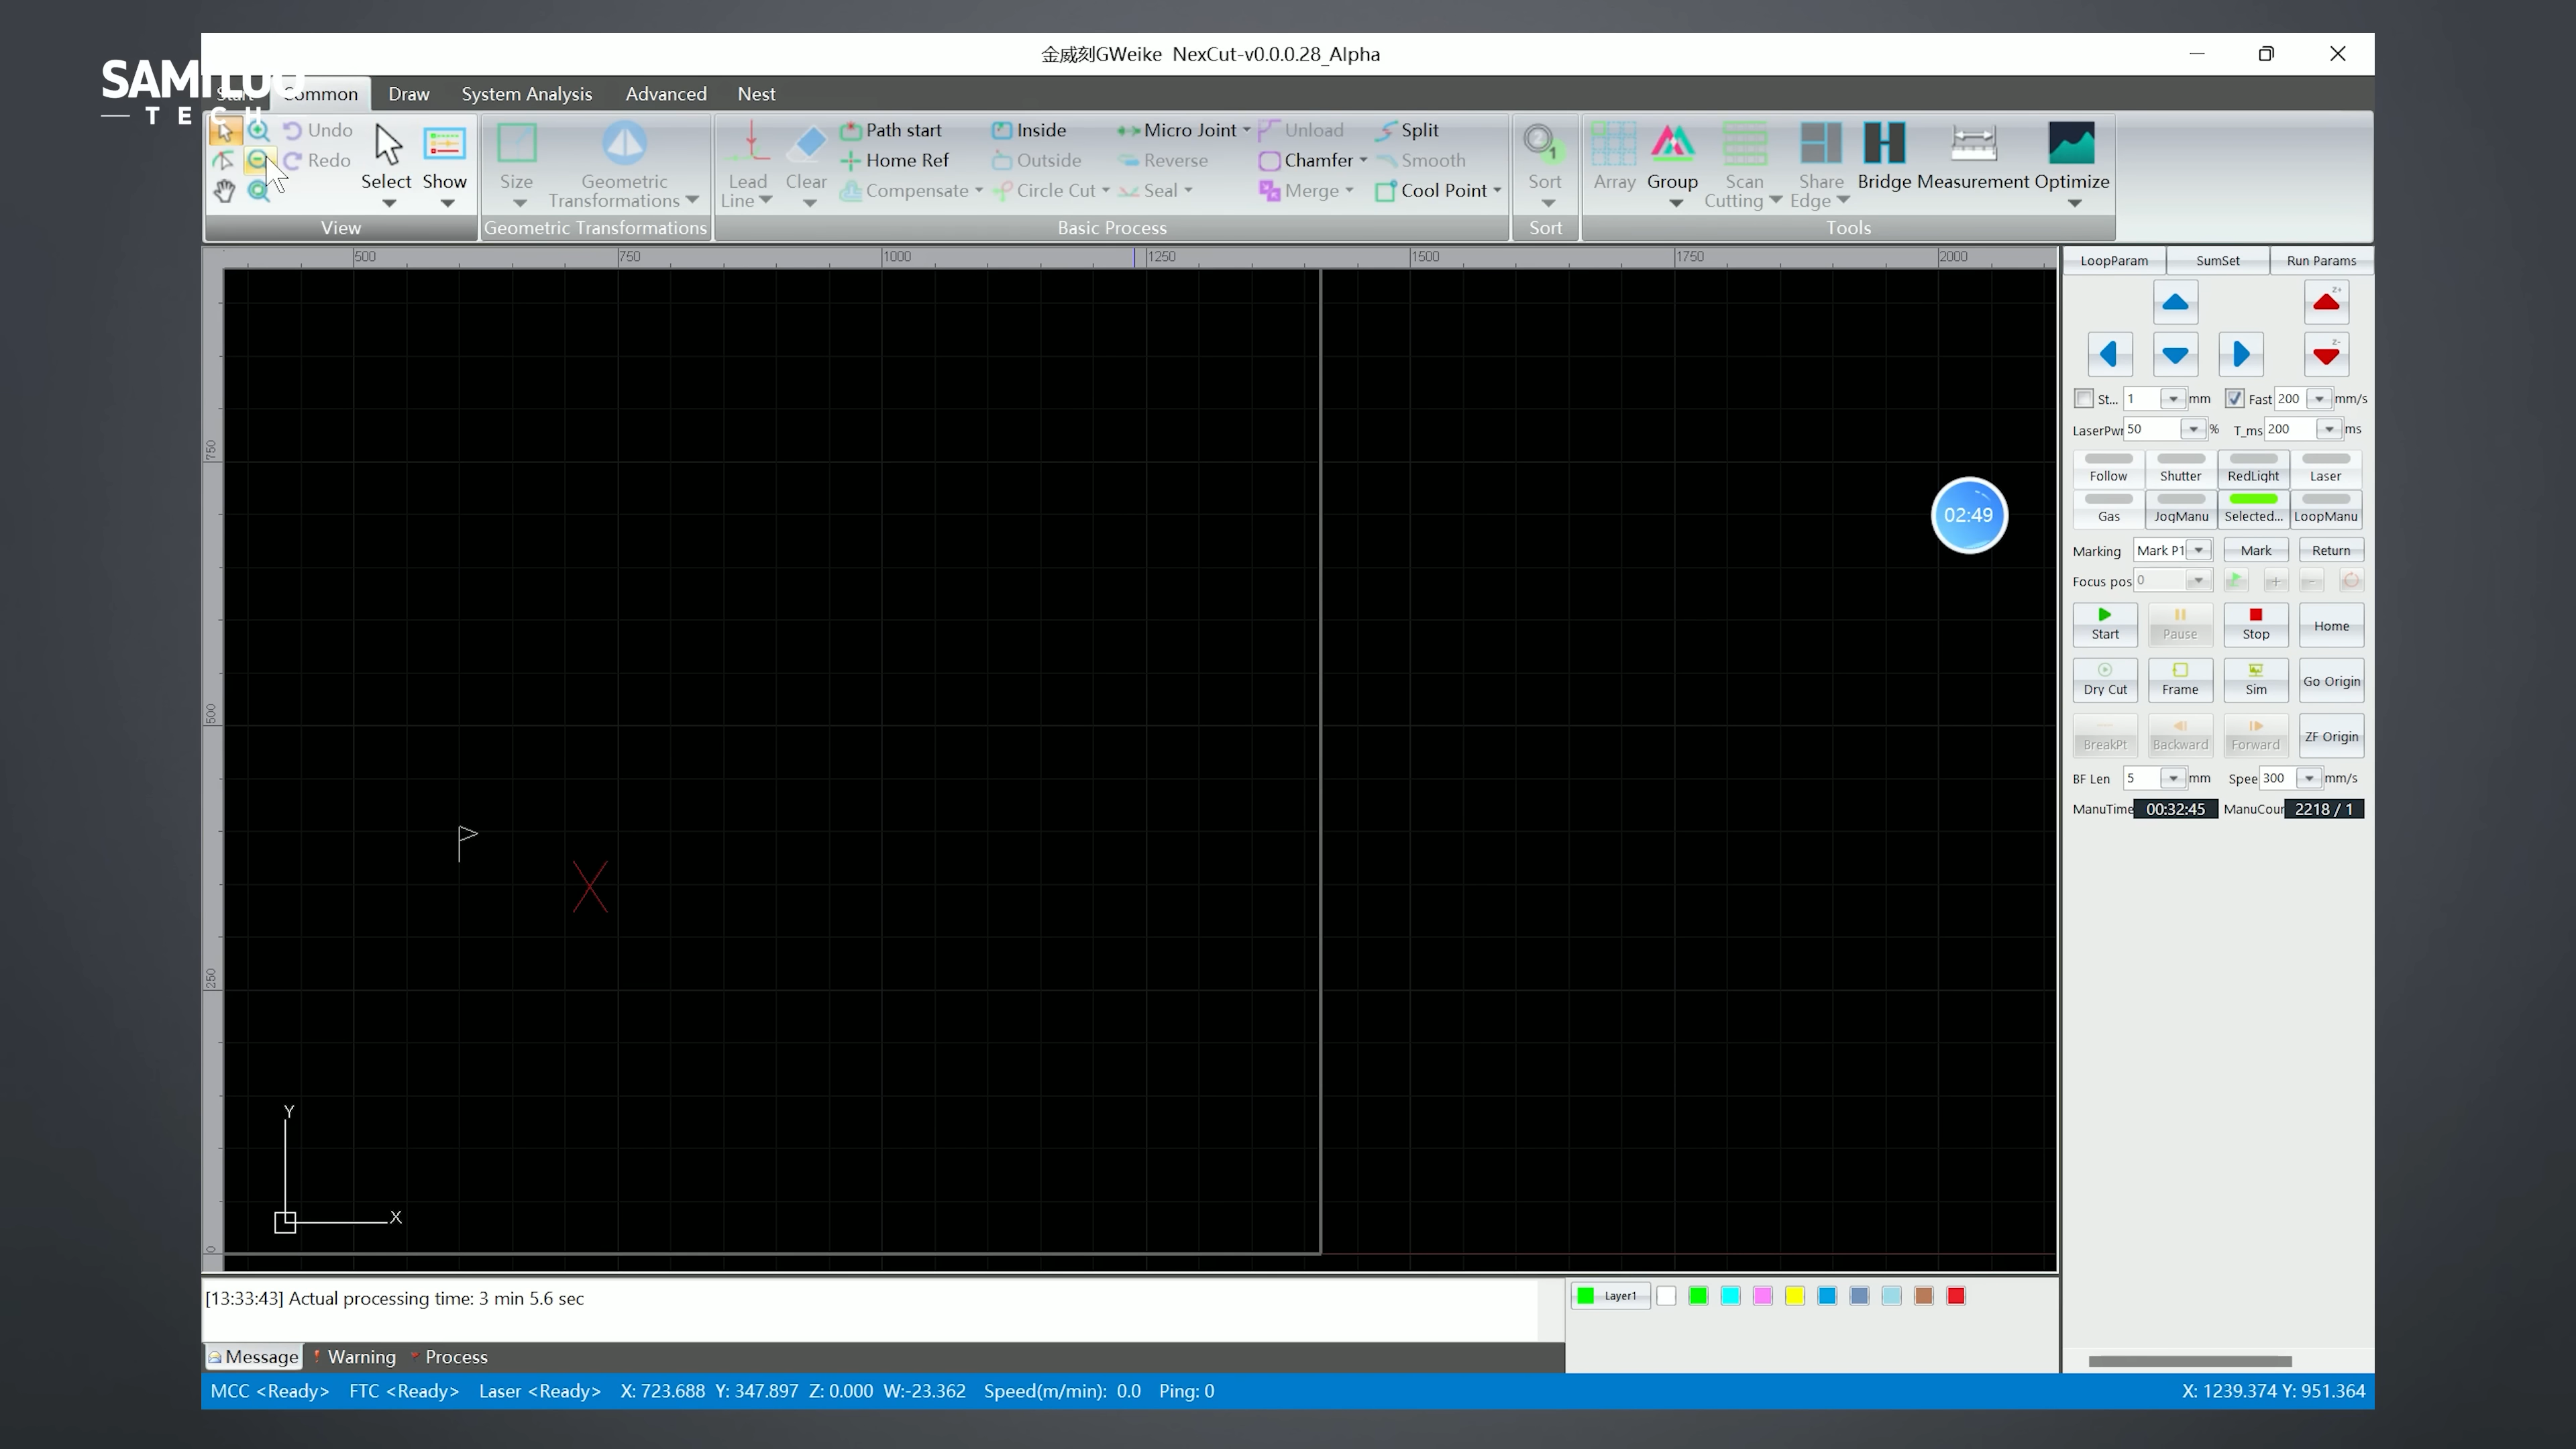 金威刻GWeike NexCut-v0.0.0.28_Alpha
SAMILUU
TECH
Start Common Draw System Analysis Advanced Nest
Undo
Redo
Select Show
View
Size
Geometric
Transformations
Geometric Transformations
Lead
Line
Clear
Path start Inside Micro Joint Unload Split
Home Ref Outside Reverse Chamfer Smooth
Compensate Circle Cut Seal Merge Cool Point
Basic Process
2
1
Sort
Sort
Array Group
Scan
Cutting
Share
Edge
Bridge Measurement Optimize
Tools
500 750 1000 1250 1500 1750 2000
750
500
250
0
Y
X
02:49
LoopParam SumSet Run Params
Z+
Z-
St... 1 mm Fast 200 mm/s
LaserPwr 50 % T_ms 200 ms
Follow Shutter RedLight Laser
Gas JogManu Selected... LoopManu
Marking Mark P1 Mark Return
Focus pos 0 + -
Start Pause Stop Home
Dry Cut Frame Sim Go Origin
BreakPt Backward Forward ZF Origin
BF Len 5 mm Spee 300 mm/s
ManuTime 00:32:45 ManuCour 2218 / 1
[13:33:43] Actual processing time: 3 min 5.6 sec
Layer1
Message Warning Process
MCC <Ready> FTC <Ready> Laser <Ready> X: 723.688 Y: 347.897 Z: 0.000 W:-23.362 Speed(m/min): 0.0 Ping: 0
X: 1239.374 Y: 951.364